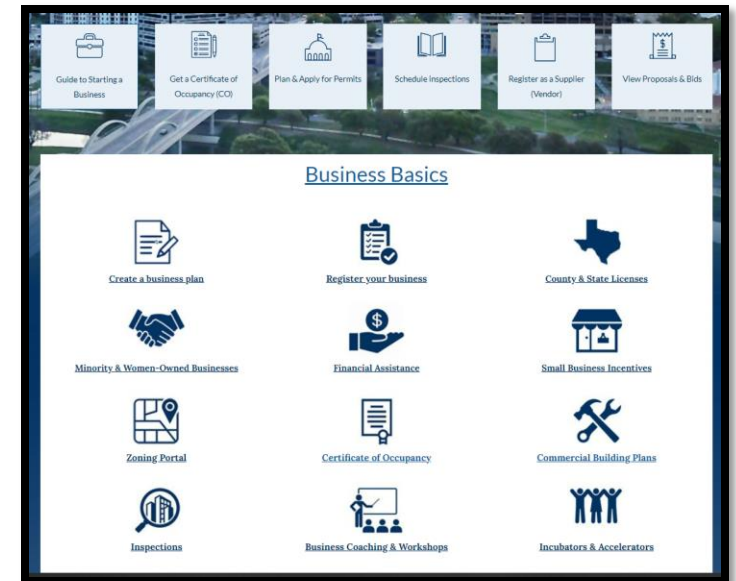 Guide to Starting a
Business
Get a Certificate of
Occupancy (CO)
Plan & Apply for Permits
Schedule Inspections
Register as a Supplier
(Vendor)
View Proposals & Bids
Business Basics
Create a business plan
Register your business
County & State Licenses
Minority & Women-Owned Businesses
Financial Assistance
Small Business Incentives
Zoning Portal
Certificate of Occupancy
Commercial Building Plans
Inspections
Business Coaching & Workshops
Incubators & Accelerators